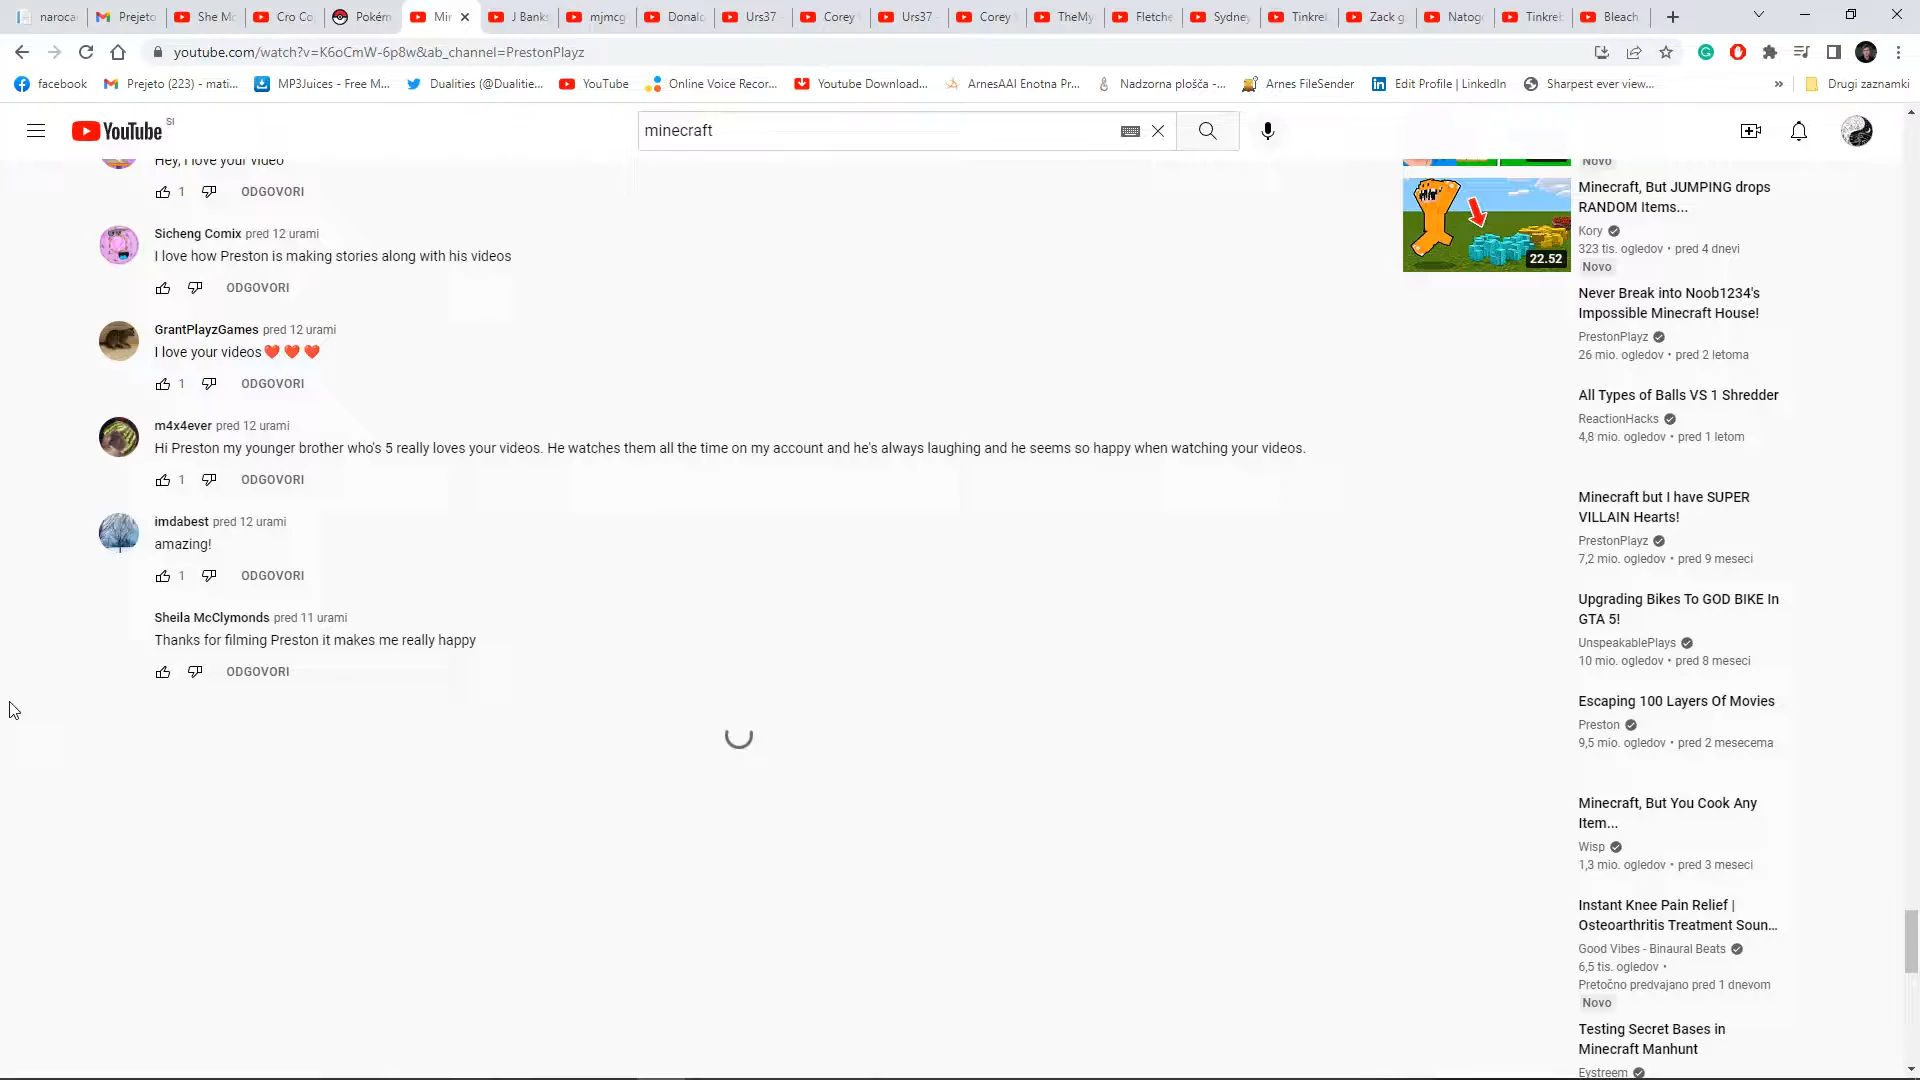 naroca
Prejeto
She Mc
Cro Co
Pokém
Mir
J Banks
mjmcg
Donald
Urs37
Corey
Urs37
Corey
TheMy
Fletche
Sydney
Tinkrel
Zack g
Natog
Tinkrel
Bleach
youtube.com/watch?v=K6oCmW-6p8w&ab_channel=PrestonPlayz
facebook
Prejeto (223) - mati...
MP3Juices - Free M...
Dualities (@Dualitie...
YouTube
Online Voice Recor...
Youtube Download...
ArnesAAI Enotna Pr...
Nadzorna plošča -...
Arnes FileSender
Edit Profile | LinkedIn
Sharpest ever view...
»
Drugi zaznamki
YouTube SI
minecraft
Hey, I love your video
1 ODGOVORI
Sicheng Comix pred 12 urami
I love how Preston is making stories along with his videos
ODGOVORI
GrantPlayzGames pred 12 urami
I love your videos❤️ ❤️ ❤️
1 ODGOVORI
m4x4ever pred 12 urami
Hi Preston my younger brother who's 5 really loves your videos. He watches them all the time on my account and he's always laughing and he seems so happy when watching your videos.
1 ODGOVORI
imdabest pred 12 urami
amazing!
1 ODGOVORI
Sheila McClymonds pred 11 urami
Thanks for filming Preston it makes me really happy
ODGOVORI
Novo
22.52
Minecraft, But JUMPING drops
RANDOM Items...
Kory
323 tis. ogledov • pred 4 dnevi
Novo
Never Break into Noob1234's
Impossible Minecraft House!
PrestonPlayz
26 mio. ogledov • pred 2 letoma
All Types of Balls VS 1 Shredder
ReactionHacks
4,8 mio. ogledov • pred 1 letom
Minecraft but I have SUPER
VILLAIN Hearts!
PrestonPlayz
7,2 mio. ogledov • pred 9 meseci
Upgrading Bikes To GOD BIKE In
GTA 5!
UnspeakablePlays
10 mio. ogledov • pred 8 meseci
Escaping 100 Layers Of Movies
Preston
9,5 mio. ogledov • pred 2 mesecema
Minecraft, But You Cook Any
Item...
Wisp
1,3 mio. ogledov • pred 3 meseci
Instant Knee Pain Relief |
Osteoarthritis Treatment Soun...
Good Vibes - Binaural Beats
6,5 tis. ogledov •
Pretočno predvajano pred 1 dnevom
Novo
Testing Secret Bases in
Minecraft Manhunt
Eystreem